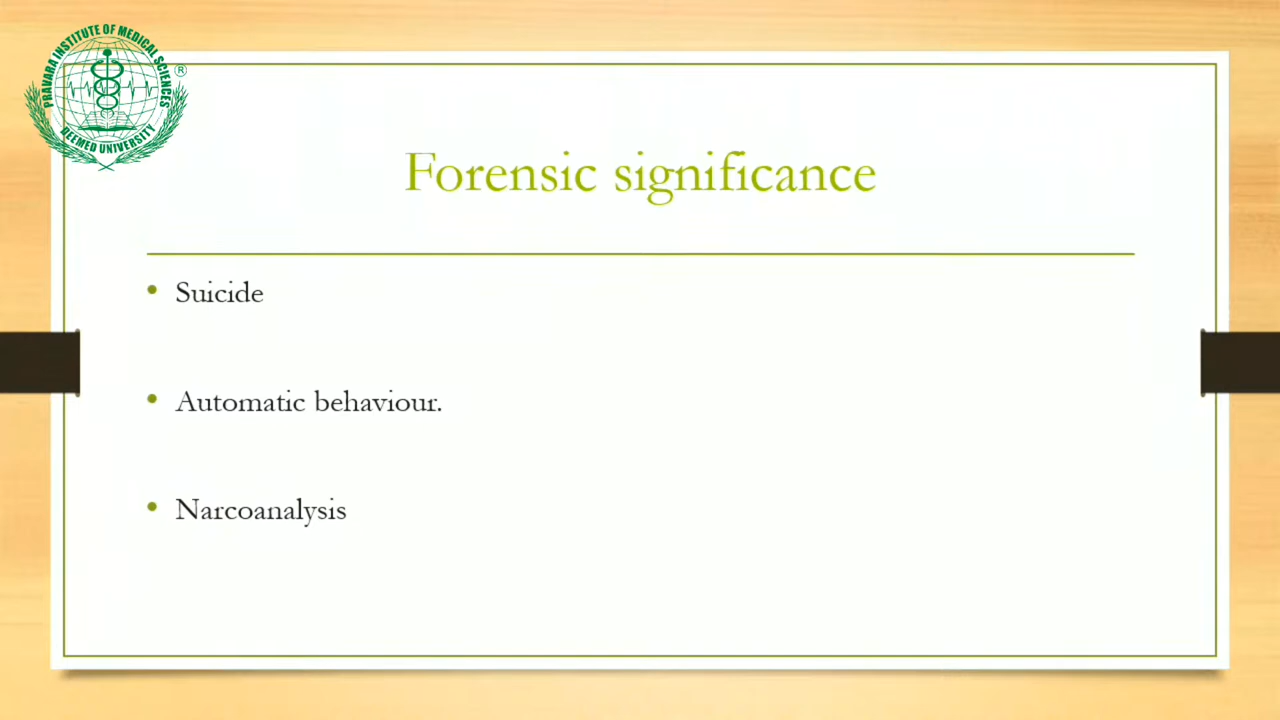 PRAVARA INSTITUTE OF MEDICAL SCIENCES
DEEMED UNIVERSITY
®
Forensic significance
• Suicide
• Automatic behaviour.
• Narcoanalysis